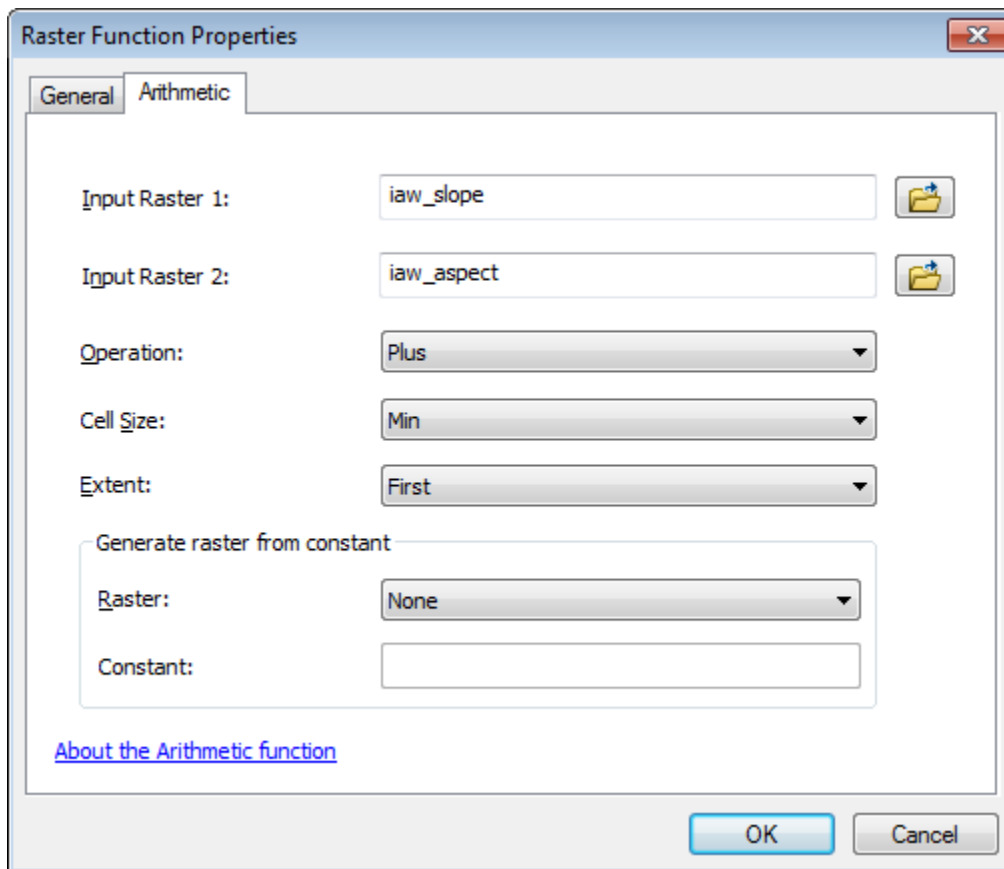 Raster Function Properties
General Arithmetic
Input Raster 1: iaw_slope
Input Raster 2: iaw_aspect
Operation: Plus
Cell Size: Min
Extent: First
Generate raster from constant
Raster: None
Constant:
About the Arithmetic function
OK Cancel